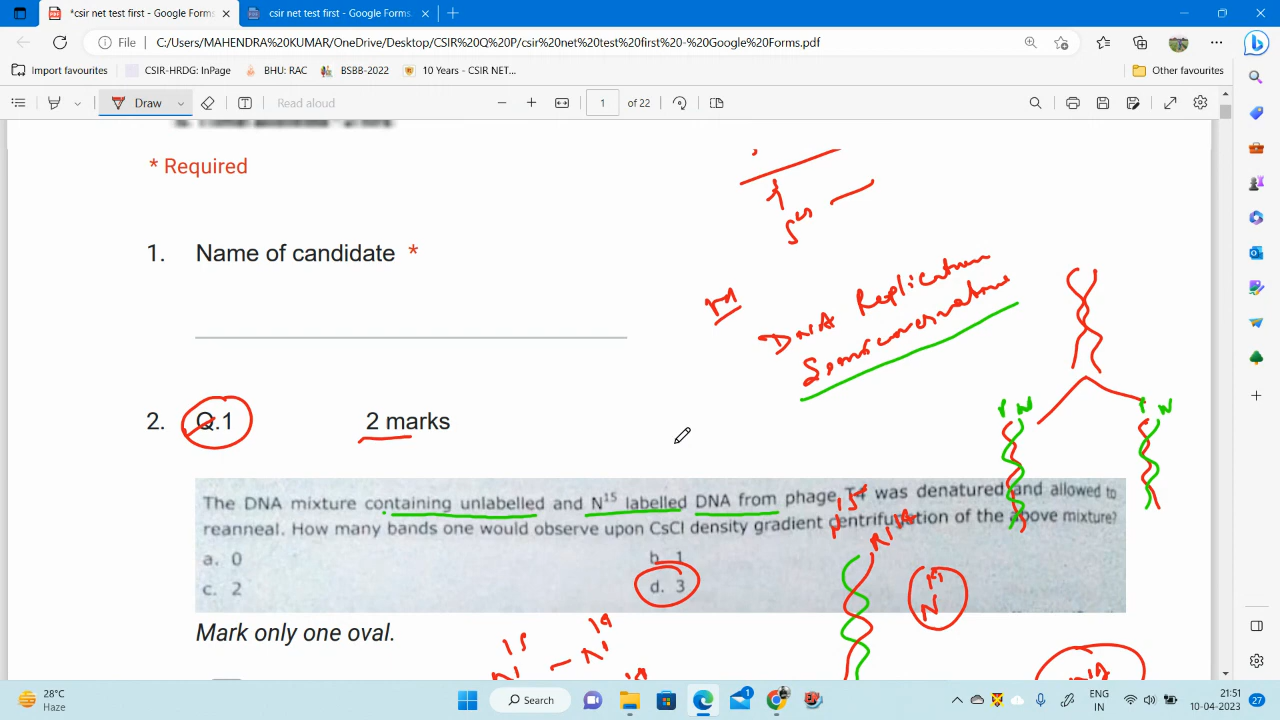 *csir net test first - Google Forms
csir net test first - Google Forms
File C:/Users/MAHENDRA%20KUMAR/OneDrive/Desktop/CSIR%20Q%20P/csir%20net%20test%20first%20-%20Google%20Forms.pdf
Import favourites CSIR-HRDG: InPage BHU: RAC BSBB-2022 10 Years - CSIR NET... Other favourites
Draw Read aloud 1 of 22
* Required
1. Name of candidate *
DNA Replication
Semiconservative
2. Q.1 2 marks
The DNA mixture containing unlabelled and N15 labelled DNA from phage T4 was denatured and allowed to
reanneal. How many bands one would observe upon CsCl density gradient centrifugation of the above mixture?
a. 0 b. 1
c. 2 d. 3
Mark only one oval.
28°C
Haze
Search
ENG
IN
21:51
10-04-2023
27
1